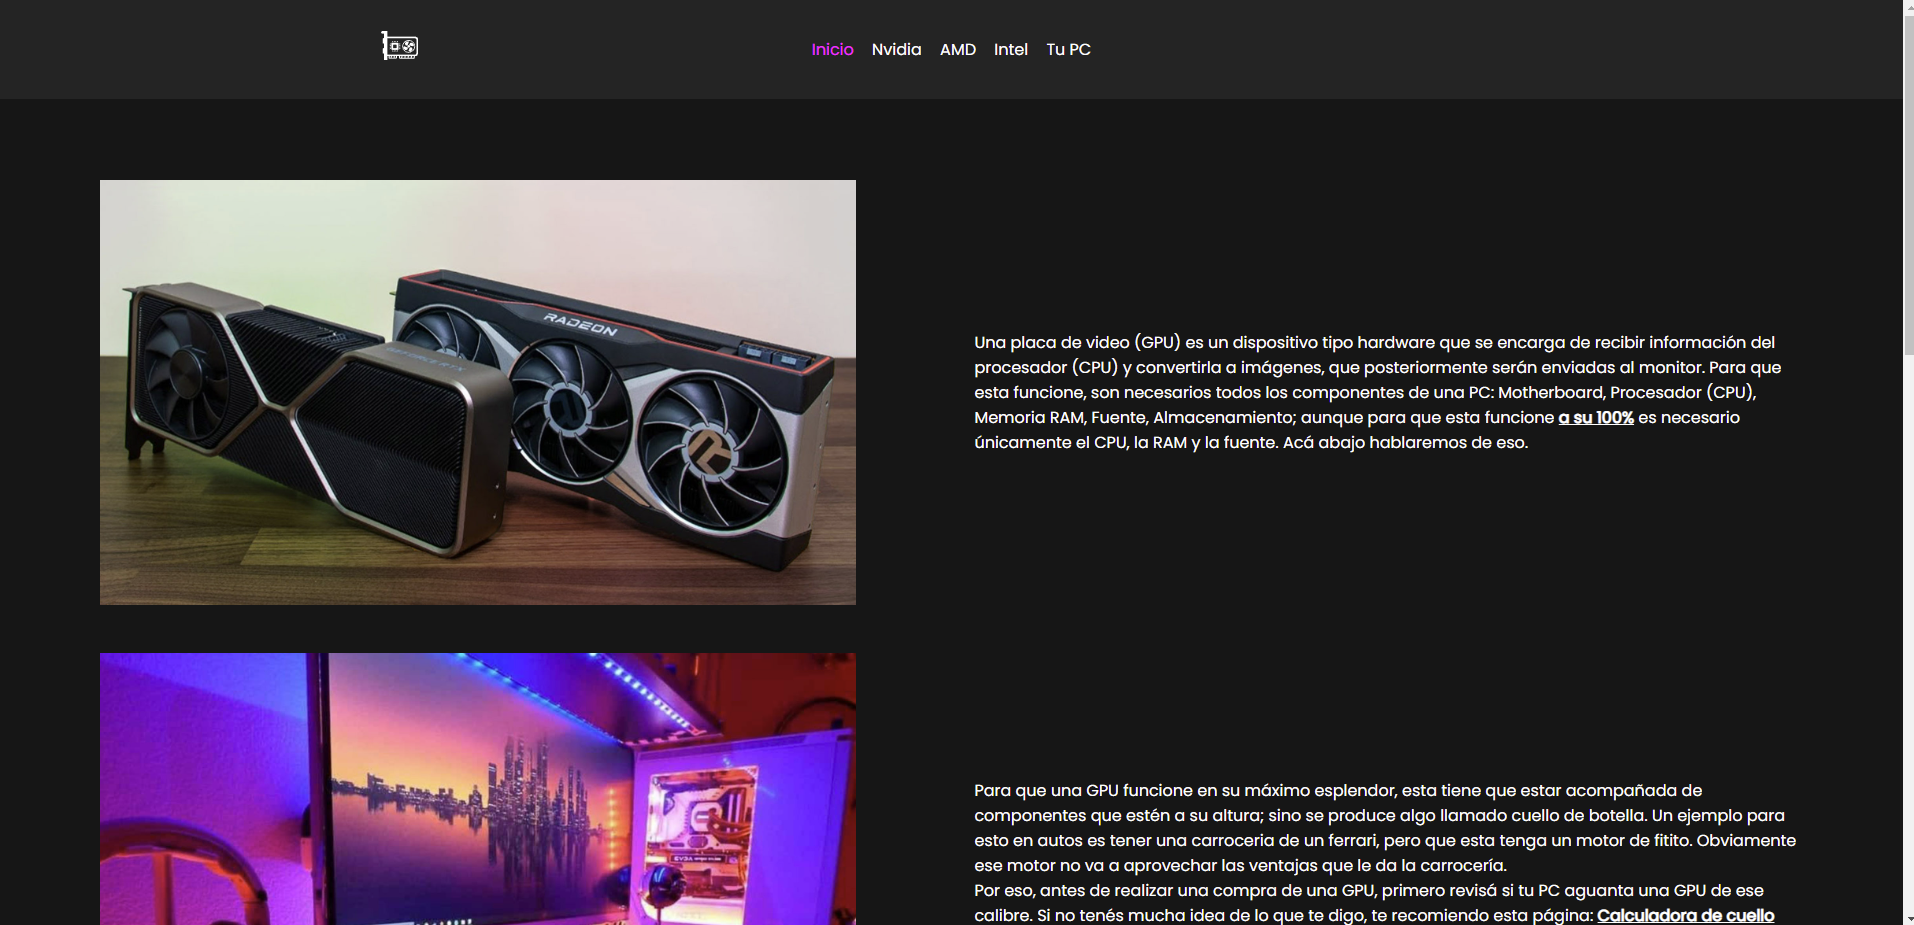 Inicio Nvidia AMD Intel Tu PC
RADEON
GEFORCE RTX
Una placa de video (GPU) es un dispositivo tipo hardware que se encarga de recibir información del
procesador (CPU) y convertirla a imágenes, que posteriormente serán enviadas al monitor. Para que
esta funcione, son necesarios todos los componentes de una PC: Motherboard, Procesador (CPU),
Memoria RAM, Fuente, Almacenamiento; aunque para que esta funcione a su 100% es necesario
únicamente el CPU, la RAM y la fuente. Acá abajo hablaremos de eso.
EVGA
Para que una GPU funcione en su máximo esplendor, esta tiene que estar acompañada de
componentes que estén a su altura; sino se produce algo llamado cuello de botella. Un ejemplo para
esto en autos es tener una carroceria de un ferrari, pero que esta tenga un motor de fitito. Obviamente
ese motor no va a aprovechar las ventajas que le da la carrocería.
Por eso, antes de realizar una compra de una GPU, primero revisá si tu PC aguanta una GPU de ese
calibre. Si no tenés mucha idea de lo que te digo, te recomiendo esta página: Calculadora de cuello